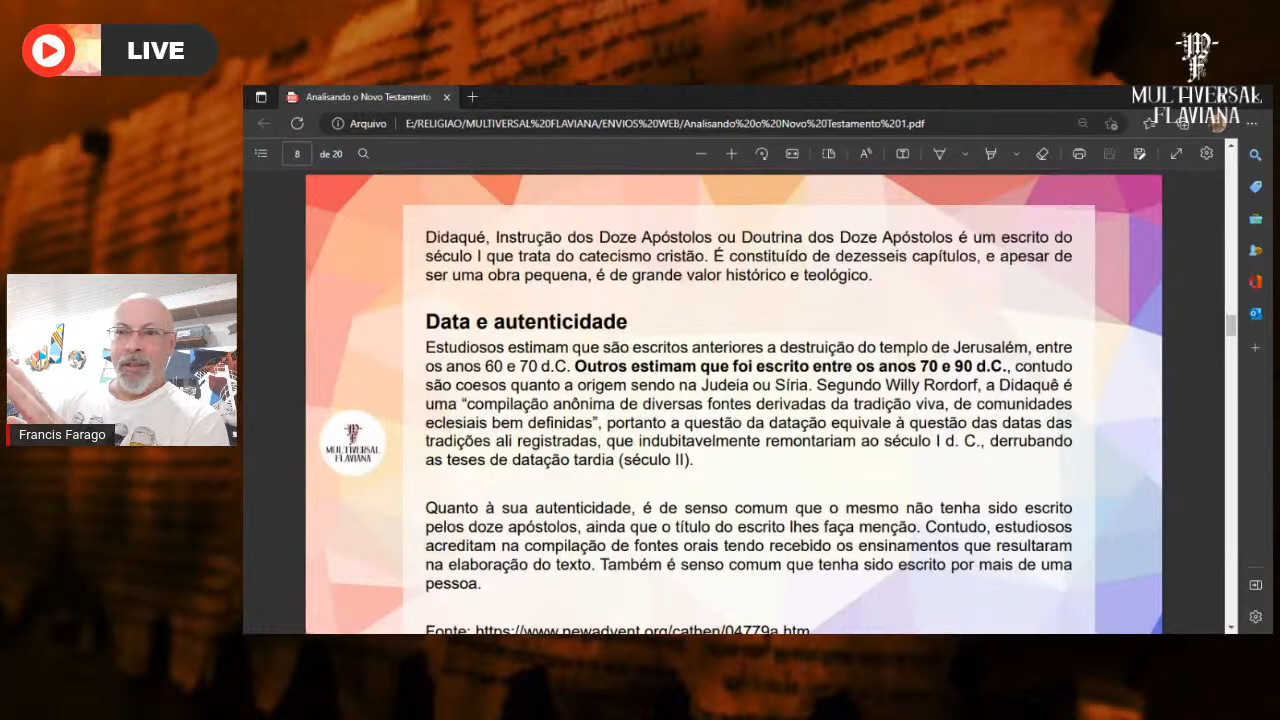 LIVE
MULTIVERSAL
FLAVIANA
Analisando o Novo Testamento
Arquivo
E:/RELIGIAO/MULTIVERSAL%20FLAVIANA/ENVIOS%20WEB/Analisando%20o%20Novo%20Testamento%201.pdf
8 de 20
Didaqué, Instrução dos Doze Apóstolos ou Doutrina dos Doze Apóstolos é um escrito do
século I que trata do catecismo cristão. É constituído de dezesseis capítulos, e apesar de
ser uma obra pequena, é de grande valor histórico e teológico.
Data e autenticidade
Estudiosos estimam que são escritos anteriores a destruição do templo de Jerusalém, entre
os anos 60 e 70 d.C. Outros estimam que foi escrito entre os anos 70 e 90 d.C., contudo
são coesos quanto a origem sendo na Judeia ou Síria. Segundo Willy Rordorf, a Didaquê é
uma “compilação anônima de diversas fontes derivadas da tradição viva, de comunidades
eclesiais bem definidas”, portanto a questão da datação equivale à questão das datas das
tradições ali registradas, que indubitavelmente remontariam ao século I d. C., derrubando
as teses de datação tardia (século II).
Quanto à sua autenticidade, é de senso comum que o mesmo não tenha sido escrito
pelos doze apóstolos, ainda que o título do escrito lhes faça menção. Contudo, estudiosos
acreditam na compilação de fontes orais tendo recebido os ensinamentos que resultaram
na elaboração do texto. Também é senso comum que tenha sido escrito por mais de uma
pessoa.
Fonte: https://www.newadvent.org/cathen/04779a.htm
Francis Farago
MULTIVERSAL
FLAVIANA